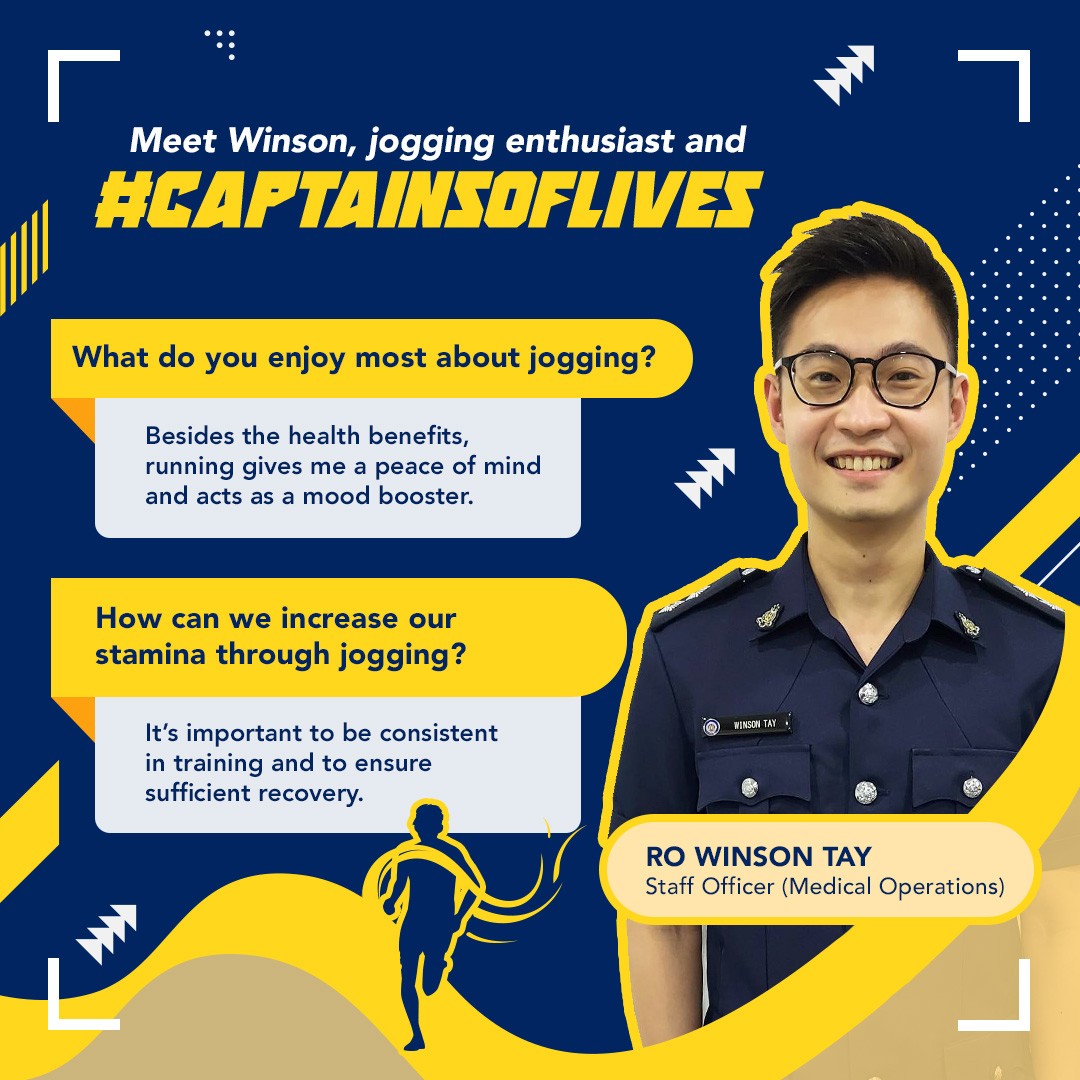 Meet Winson, jogging enthusiast and
#CAPTAINSOFLIVES
What do you enjoy most about jogging?
Besides the health benefits,
running gives me a peace of mind
and acts as a mood booster.
How can we increase our
stamina through jogging?
It's important to be consistent
in training and to ensure
sufficient recovery.
WINSON TAY
RO WINSON TAY
Staff Officer (Medical Operations)